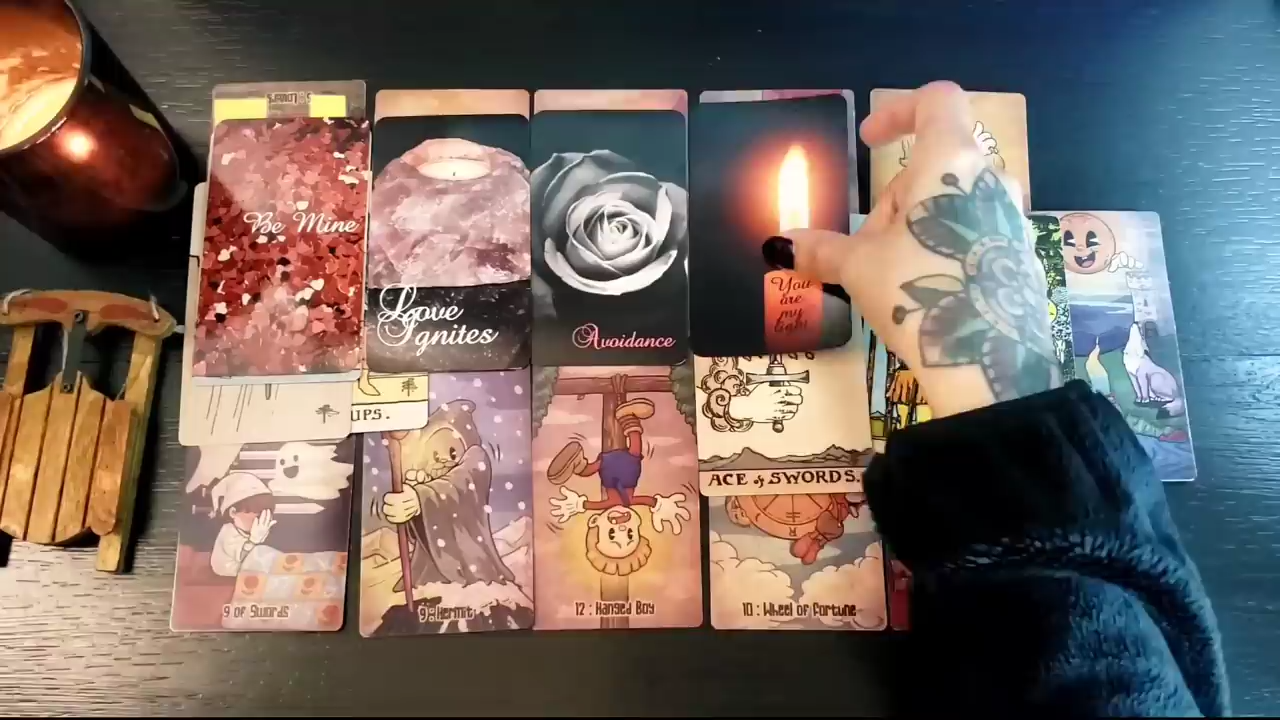 Be Mine
Love
Ignites
Avoidance
You
are
my
light
UPS.
ACE of SWORDS.
9 of Swords
9 : Hermit
12 : Hanged Boy
10 : Wheel of Fortune